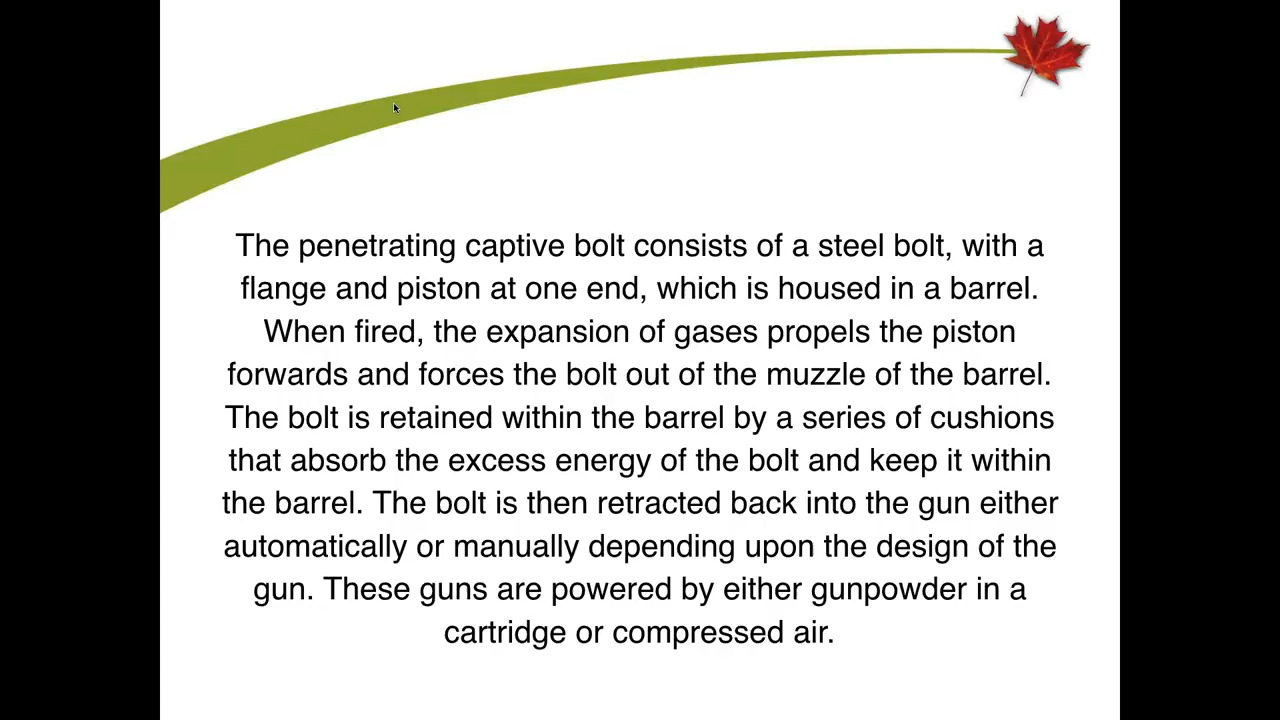 The penetrating captive bolt consists of a steel bolt, with a
flange and piston at one end, which is housed in a barrel.
When fired, the expansion of gases propels the piston
forwards and forces the bolt out of the muzzle of the barrel.
The bolt is retained within the barrel by a series of cushions
that absorb the excess energy of the bolt and keep it within
the barrel. The bolt is then retracted back into the gun either
automatically or manually depending upon the design of the
gun. These guns are powered by either gunpowder in a
cartridge or compressed air.